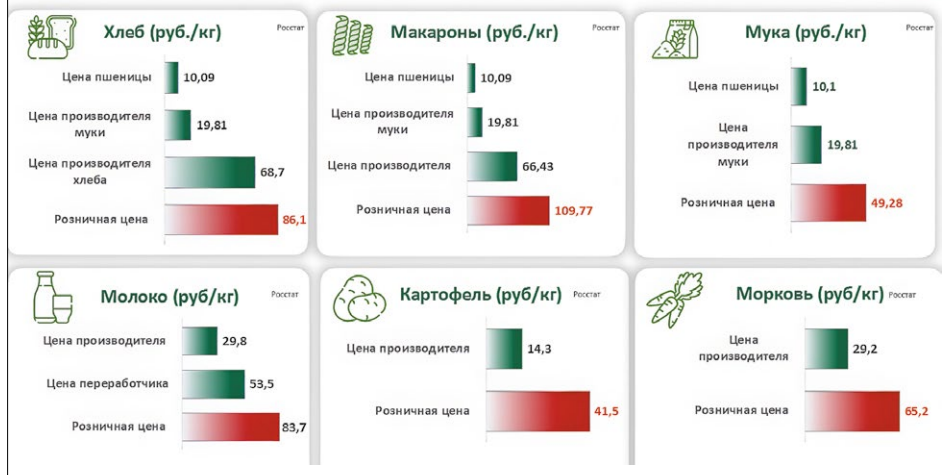 Хлеб (руб./кг)
Росстат
Цена пшеницы
10,09
Цена производителя
муки
19,81
Цена производителя
хлеба
68,7
Розничная цена
86,1
Макароны (руб./кг)
Росстат
Цена пшеницы
10,09
Цена производителя
муки
19,81
Цена производителя
66,43
Розничная цена
109,77
Мука (руб./кг)
Росстат
Цена пшеницы
10,1
Цена
производителя
муки
19,81
Розничная цена
49,28
Молоко (руб/кг)
Росстат
Цена производителя
29,8
Цена переработчика
53,5
Розничная цена
83,7
Картофель (руб/кг)
Росстат
Цена производителя
14,3
Розничная цена
41,5
Морковь (руб/кг)
Росстат
Цена
производителя
29,2
Розничная цена
65,2